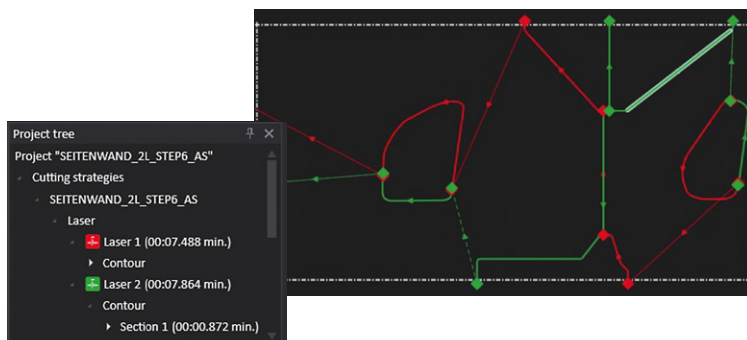 Project tree
Project "SEITENWAND_2L_STEP6_AS"
Cutting strategies
SEITENWAND_2L_STEP6_AS
Laser
Laser 1 (00:07.488 min.)
Contour
Laser 2 (00:07.864 min.)
Contour
Section 1 (00:00.872 min.)